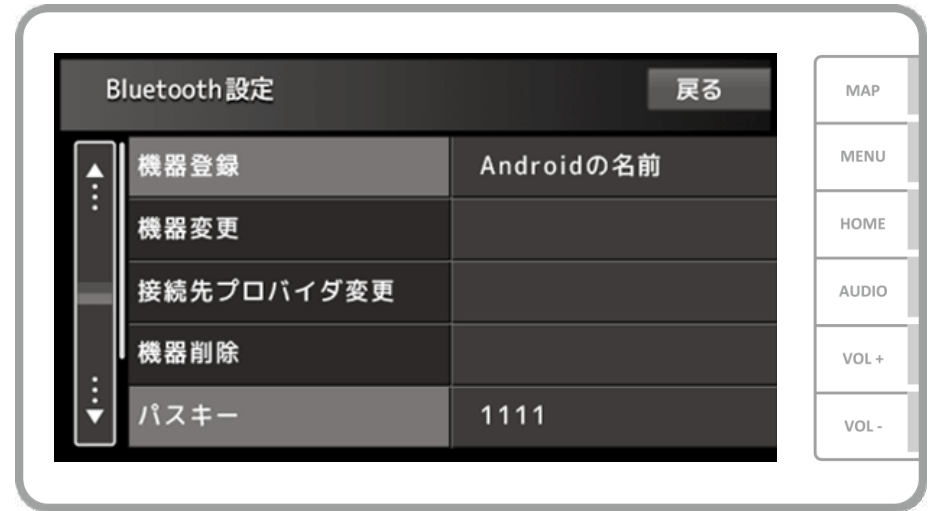 Bluetooth設定
戻る
機器登録
Androidの名前
機器変更
接続先プロバイダ変更
機器削除
パスキー
1111
MAP
MENU
HOME
AUDIO
VOL +
VOL -